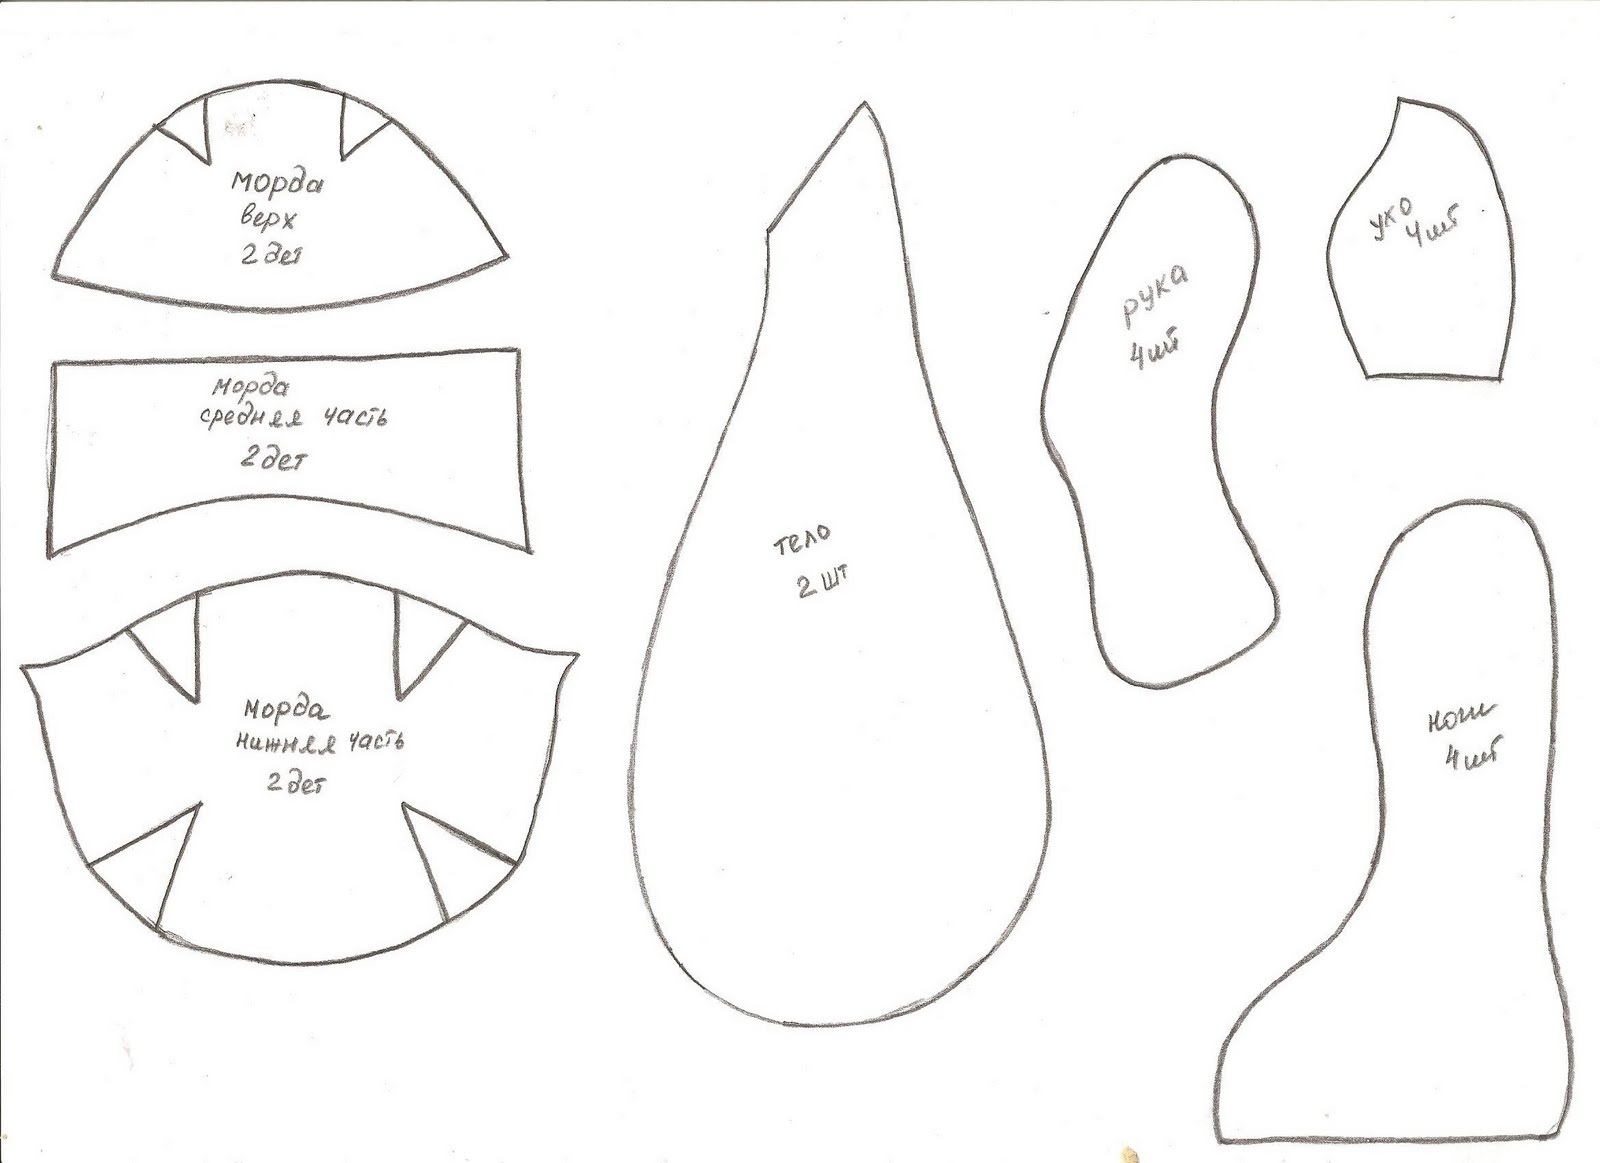 морда
верх
2 дет
морда
средняя часть
2 дет
морда
нижняя часть
2 дет
тело
2 шт
рука
4 шт
ухо
4 шт
ноги
4 шт